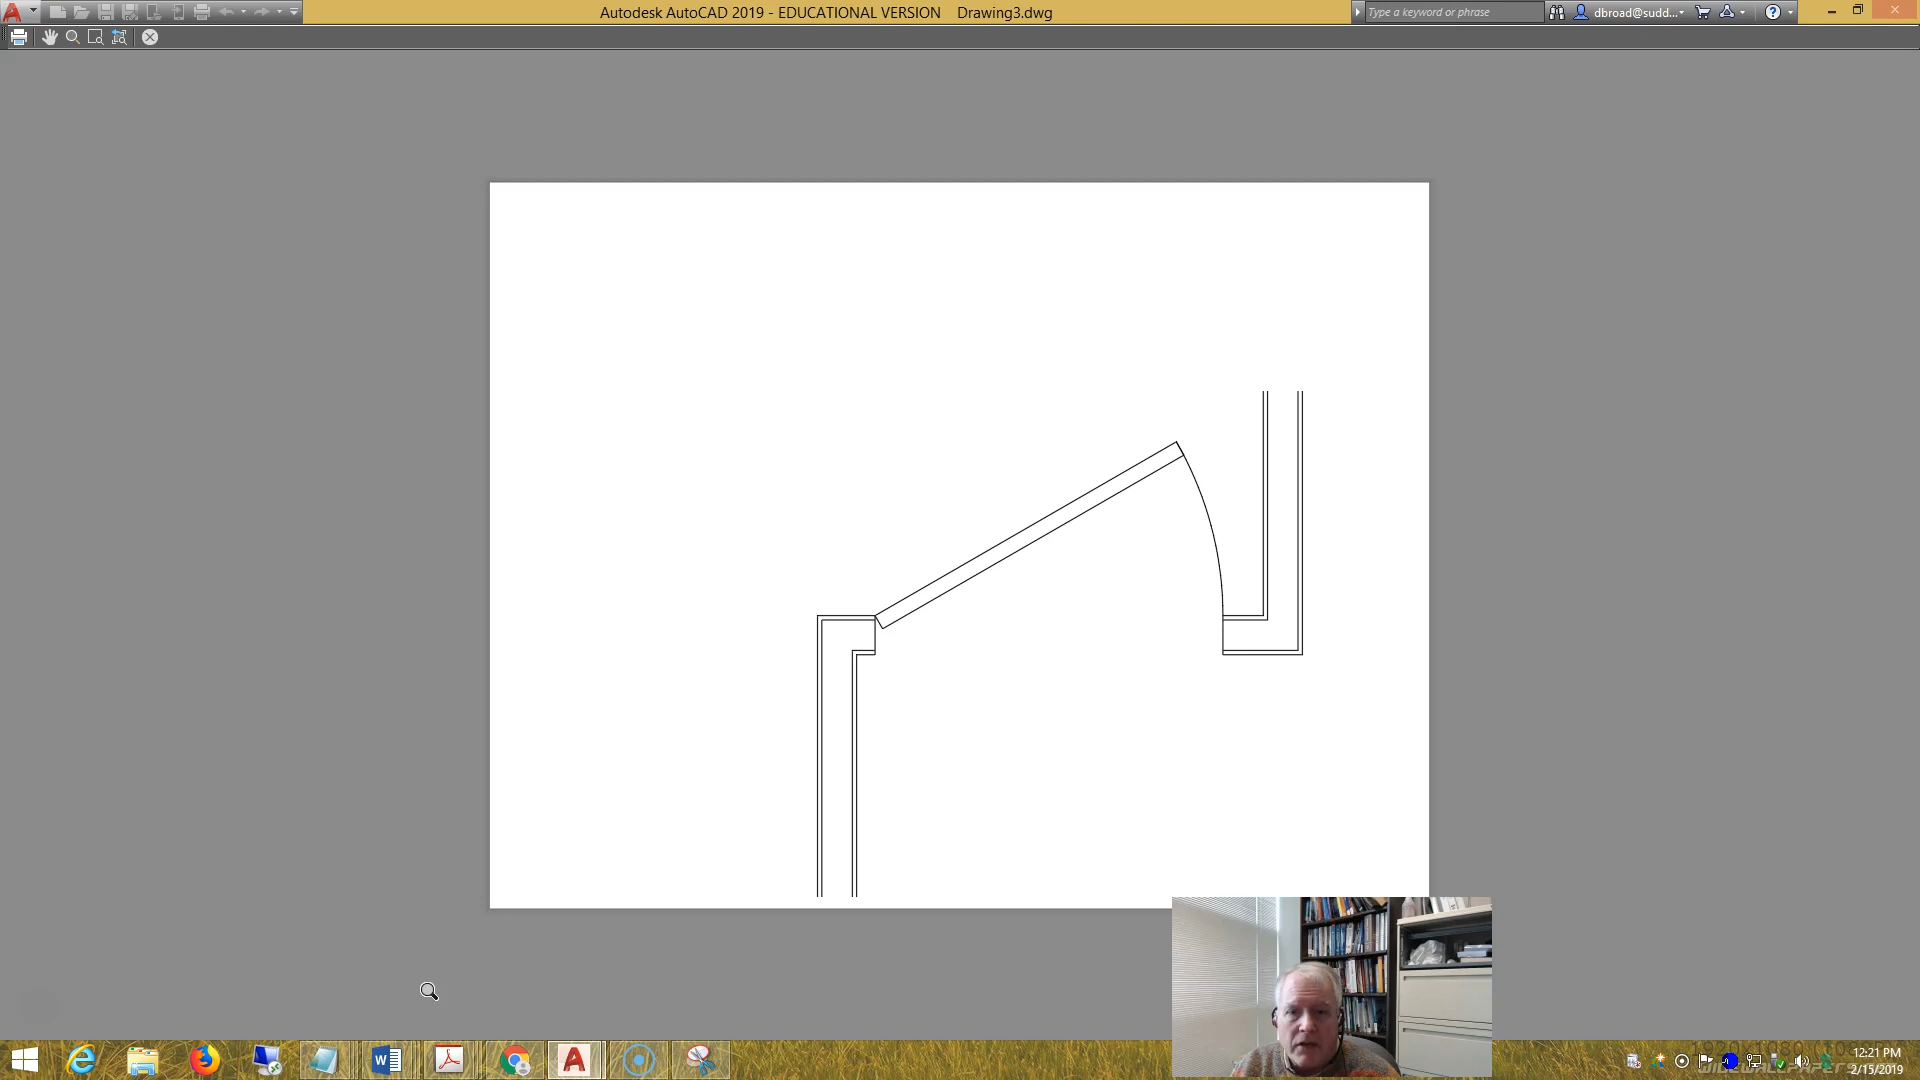 Autodesk AutoCAD 2019 - EDUCATIONAL VERSION Drawing3.dwg
Type a keyword or phrase
dbroad@sudd...
12:21 PM
2/15/2019